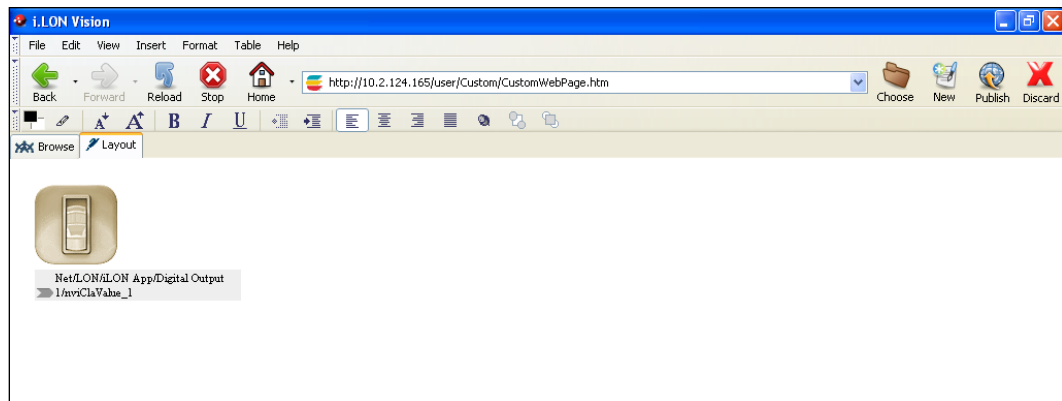 i.LON Vision
File Edit View Insert Format Table Help
Back Forward Reload Stop Home http://10.2.124.165/user/Custom/CustomWebPage.htm Choose New Publish Discard
A A B I U
Browse Layout
Net/LON/iLON App/Digital Output
1/nviClaValue_1